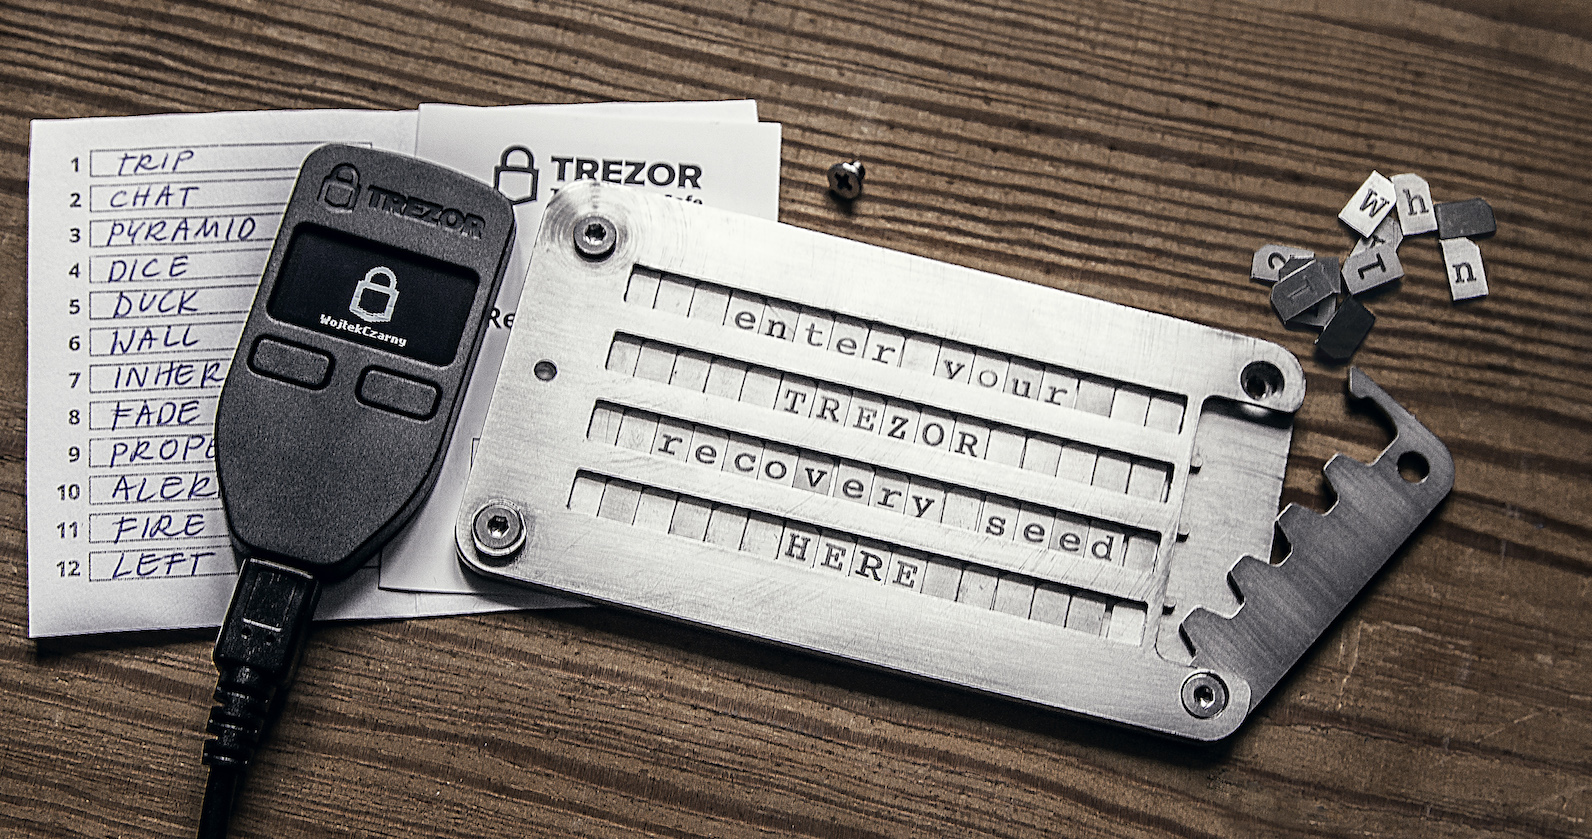 1 TRIP
2 CHAT
3 PYRAMID
4 DICE
5 DUCK
6 WALL
7 INHER
8 FADE
9 PROPE
10 ALER
11 FIRE
12 LEFT
TREZOR
WojtekCzarny
TREZOR
Re
enter your
TREZOR
recovery seed
HERE
W
h
n